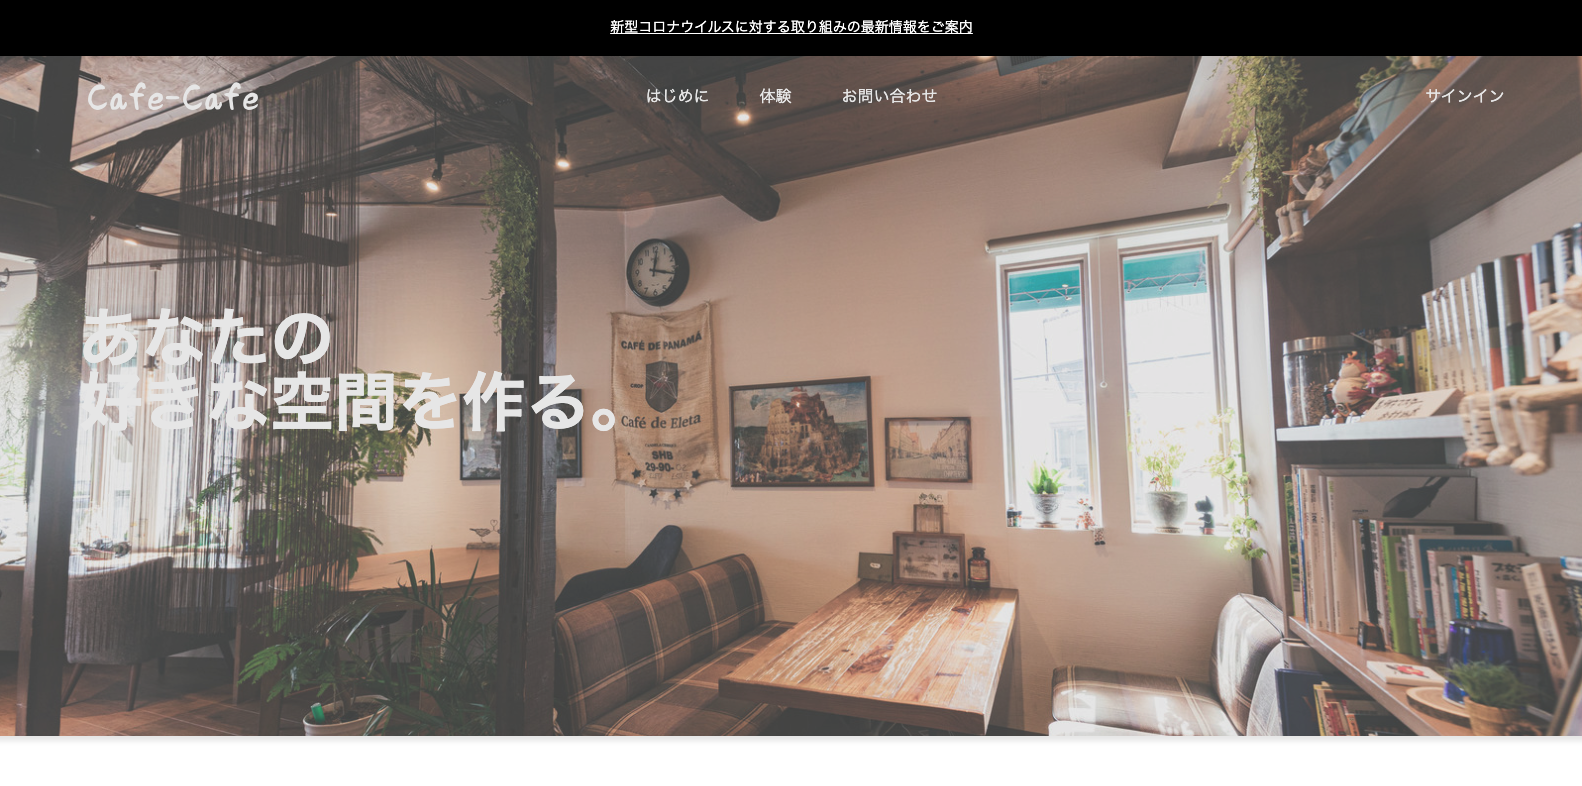 新型コロナウイルスに対する取り組みの最新情報をご案内
Cafe-Cafe
はじめに
体験
お問い合わせ
サインイン
あなたの
好きな空間を作る。
CAFÉ DE PANAMÁ
Café de Eleta
SHB
29-90-